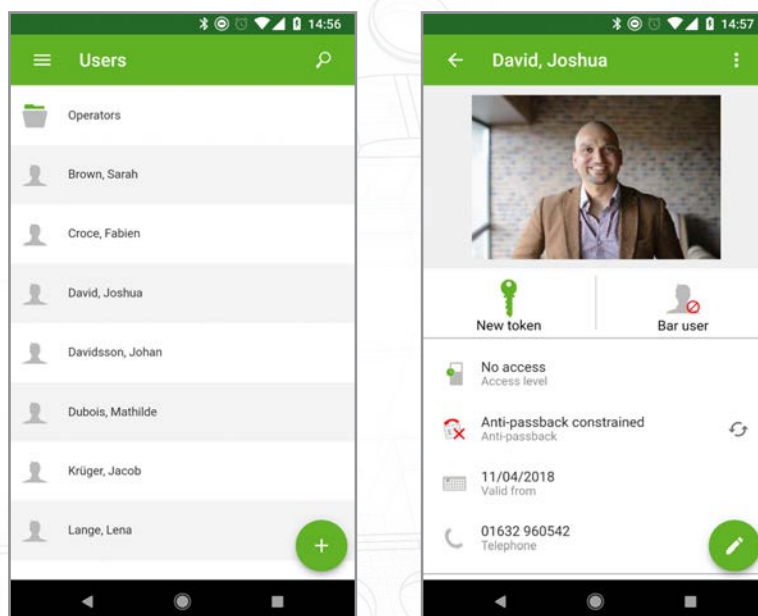 14:56
Users
Operators
Brown, Sarah
Croce, Fabien
David, Joshua
Davidsson, Johan
Dubois, Mathilde
Krüger, Jacob
Lange, Lena
14:57
David, Joshua
New token
Bar user
No access
Access level
Anti-passback constrained
Anti-passback
11/04/2018
Valid from
01632 960542
Telephone